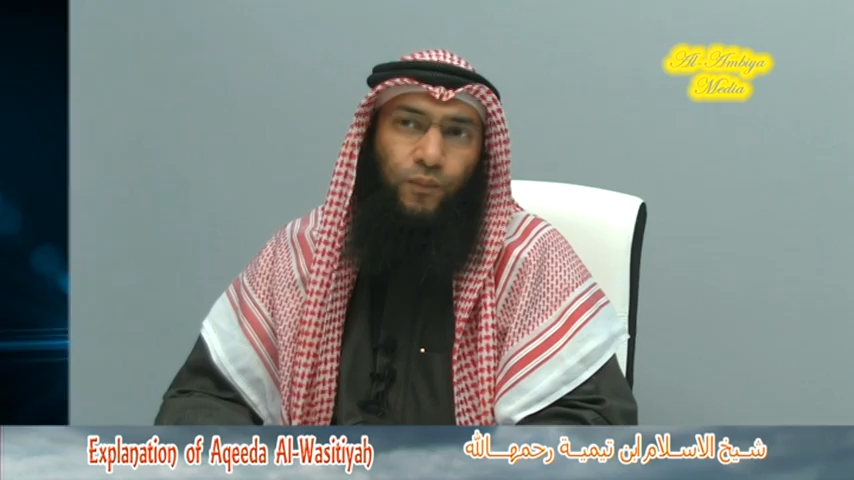 Al-Ambiya
Media
Explanation of Aqeeda Al-Wasitiyah
شيخ الاسلام ابن تيمية رحمه الله